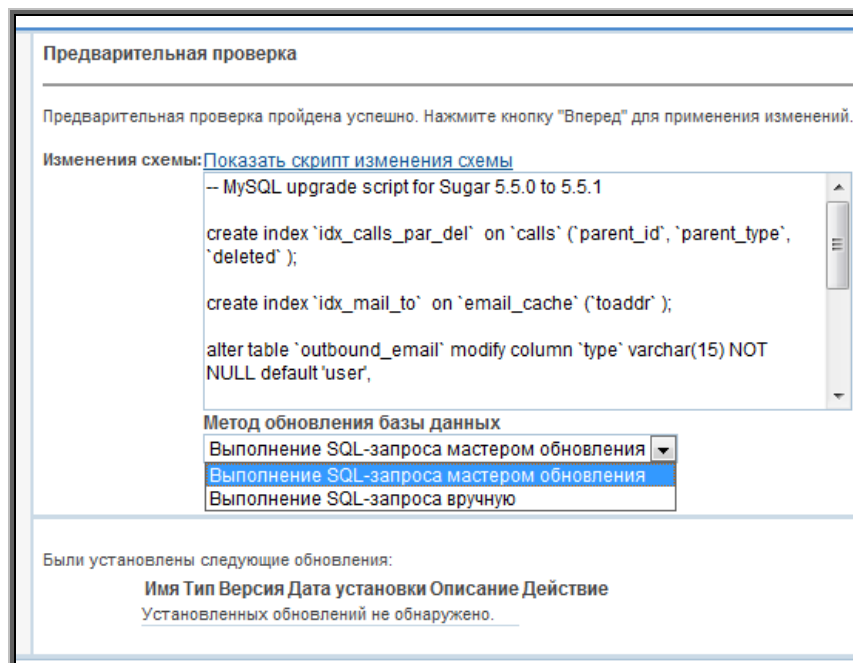 Предварительная проверка
Предварительная проверка пройдена успешно. Нажмите кнопку "Вперед" для применения изменений.
Изменения схемы:Показать скрипт изменения схемы
-- MySQL upgrade script for Sugar 5.5.0 to 5.5.1
create index `idx_calls_par_del`  on `calls` (`parent_id`, `parent_type`,
`deleted` );
create index `idx_mail_to`  on `email_cache` (`toaddr` );
alter table `outbound_email` modify column `type` varchar(15) NOT
NULL default 'user',
Метод обновления базы данных
Выполнение SQL-запроса мастером обновления
Выполнение SQL-запроса мастером обновления
Выполнение SQL-запроса вручную
Были установлены следующие обновления:
Имя Тип Версия Дата установки Описание Действие
Установленных обновлений не обнаружено.